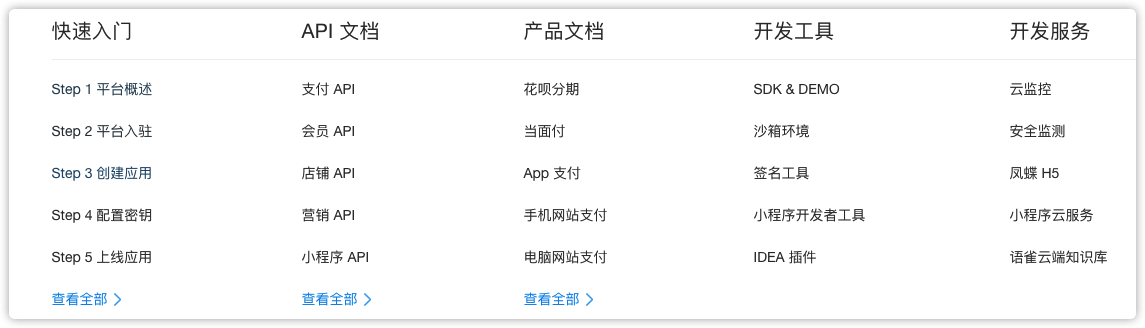 快速入门
API 文档
产品文档
开发工具
开发服务
Step 1 平台概述
支付 API
花呗分期
SDK & DEMO
云监控
Step 2 平台入驻
会员 API
当面付
沙箱环境
安全监测
Step 3 创建应用
店铺 API
App 支付
签名工具
凤蝶 H5
Step 4 配置密钥
营销 API
手机网站支付
小程序开发者工具
小程序云服务
Step 5 上线应用
小程序 API
电脑网站支付
IDEA 插件
语雀云端知识库
查看全部
查看全部
查看全部